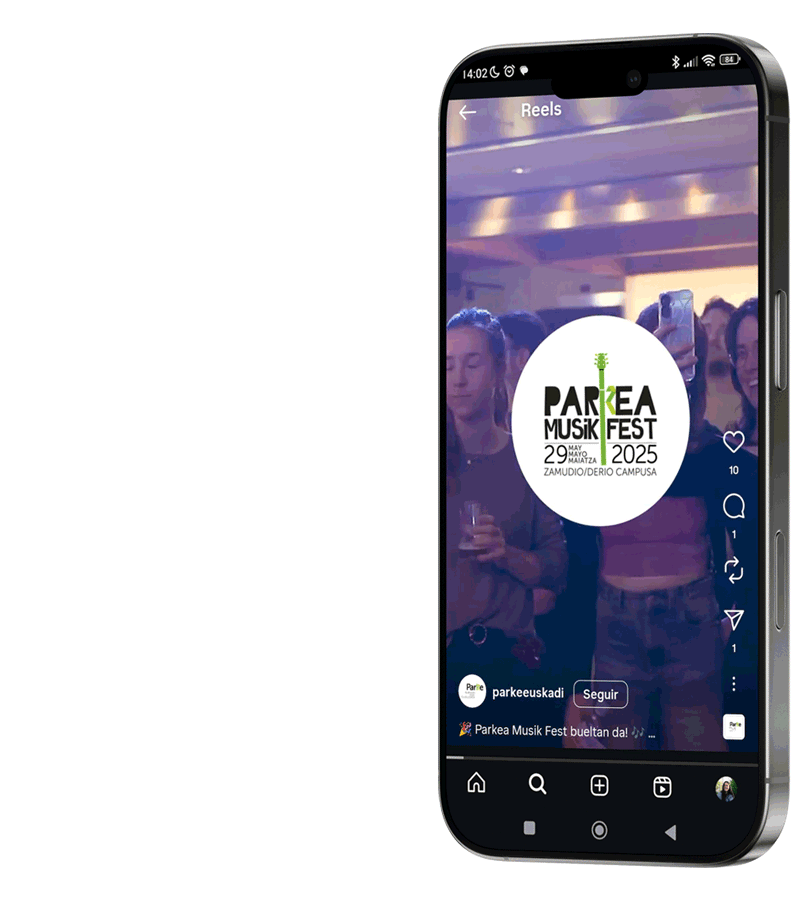 14:02
84
Reels
PARKEA
MUSiK FEST
29 MAY MAYO MAIATZA 2025
ZAMUDIO/DERIO CAMPUSA
10
1
1
parkeeuskadi
Seguir
🎉 Parkea Musik Fest bueltan da! 🎶 ...